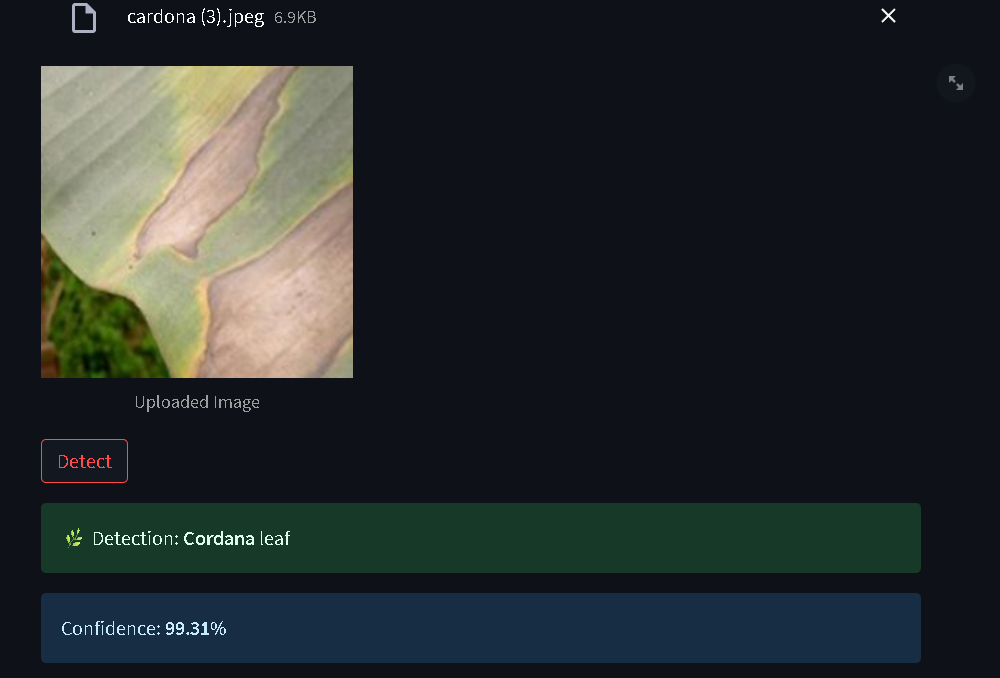 cardona (3).jpeg 6.9KB
Uploaded Image
Detect
Detection: Cordana leaf
Confidence: 99.31%